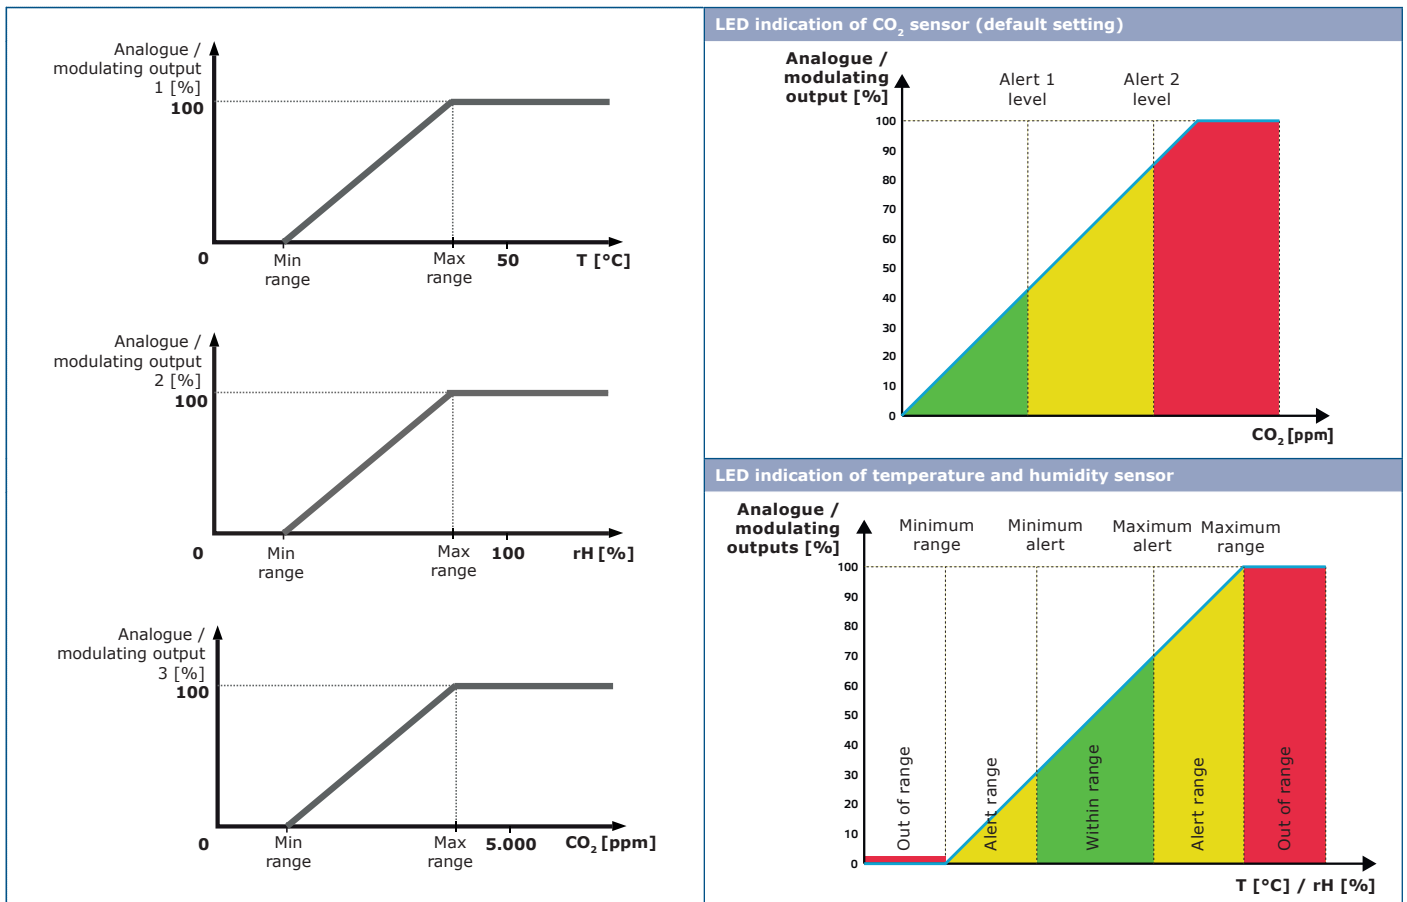 Analogue /
modulating output
1 [%]
100
0
Min
range
Max
range
50
T [°C]
Analogue /
modulating output
2 [%]
100
0
Min
range
Max
range
100
rH [%]
Analogue /
modulating output
3 [%]
100
0
Min
range
Max
range
5.000
CO₂ [ppm]
LED indication of CO₂ sensor (default setting)
Analogue /
modulating
output [%]
Alert 1
level
Alert 2
level
100
90
80
70
60
50
40
30
20
10
0
CO₂ [ppm]
LED indication of temperature and humidity sensor
Analogue /
modulating
outputs [%]
Minimum
range
Minimum
alert
Maximum
alert
Maximum
range
100
90
80
70
60
50
40
30
20
10
0
Out of range
Alert range
Within range
Alert range
Out of range
T [°C] / rH [%]